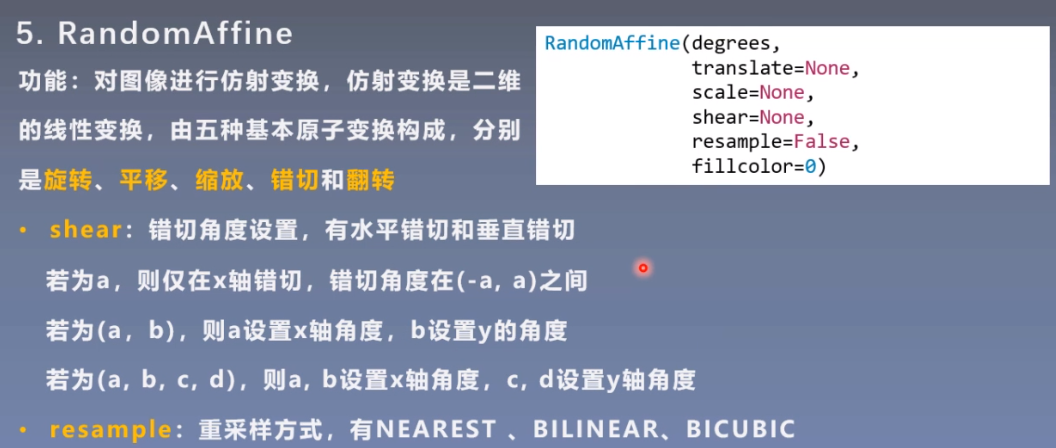 5. RandomAffine
功能：对图像进行仿射变换，仿射变换是二维
的线性变换，由五种基本原子变换构成，分别
是旋转、平移、缩放、错切和翻转
• shear：错切角度设置，有水平错切和垂直错切
若为a，则仅在x轴错切，错切角度在(-a, a)之间
若为(a, b)，则a设置x轴角度，b设置y的角度
若为(a, b, c, d)，则a, b设置x轴角度，c, d设置y轴角度
• resample：重采样方式，有NEAREST 、BILINEAR、BICUBIC
RandomAffine(degrees,
translate=None,
scale=None,
shear=None,
resample=False,
fillcolor=0)